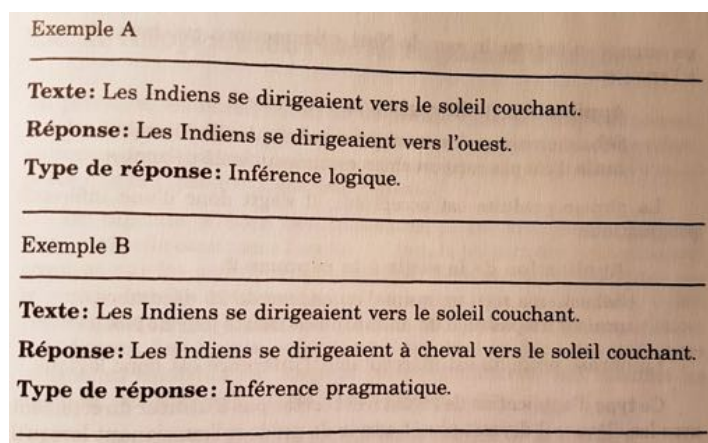 Exemple A
Texte: Les Indiens se dirigeaient vers le soleil couchant.
Réponse: Les Indiens se dirigeaient vers l'ouest.
Type de réponse: Inférence logique.
Exemple B
Texte: Les Indiens se dirigeaient vers le soleil couchant.
Réponse: Les Indiens se dirigeaient à cheval vers le soleil couchant.
Type de réponse: Inférence pragmatique.